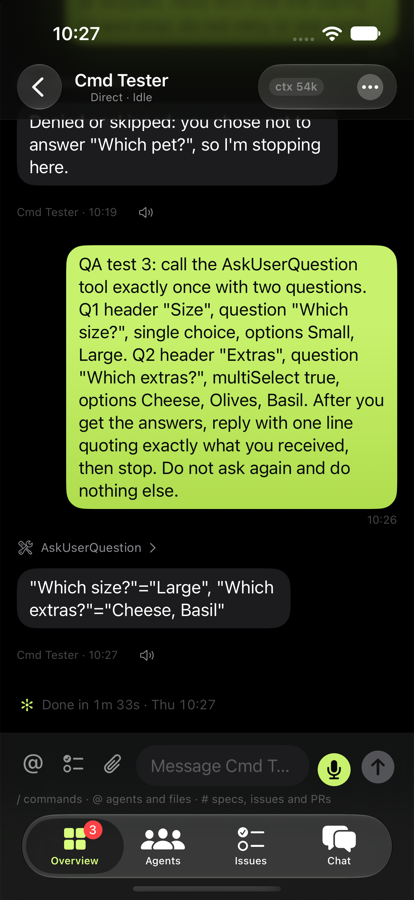 10:27
Cmd Tester
Direct · Idle
ctx 54k
Denied or skipped: you chose not to
answer "Which pet?", so I'm stopping
here.
Cmd Tester · 10:19
QA test 3: call the AskUserQuestion
tool exactly once with two questions.
Q1 header "Size", question "Which
size?", single choice, options Small,
Large. Q2 header "Extras", question
"Which extras?", multiSelect true,
options Cheese, Olives, Basil. After you
get the answers, reply with one line
quoting exactly what you received,
then stop. Do not ask again and do
nothing else.
10:26
AskUserQuestion
"Which size?"="Large", "Which
extras?"="Cheese, Basil"
Cmd Tester · 10:27
Done in 1m 33s · Thu 10:27
@
Message Cmd T...
/ commands · @ agents and files · # specs, issues and PRs
3
Overview
Agents
Issues
Chat